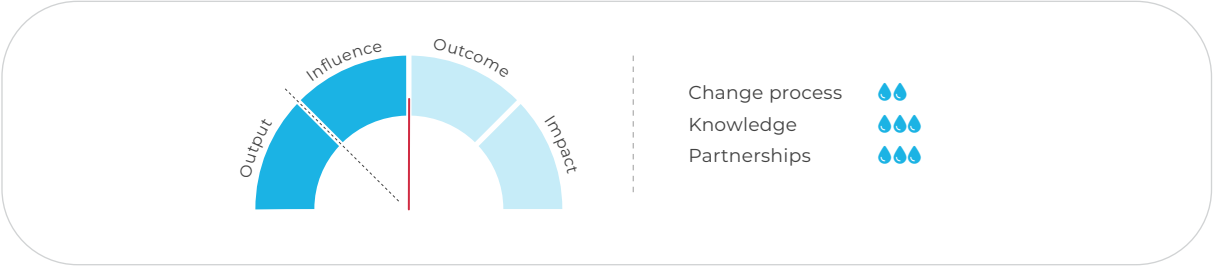 Output
Influence
Outcome
Impact
Change process
Knowledge
Partnerships